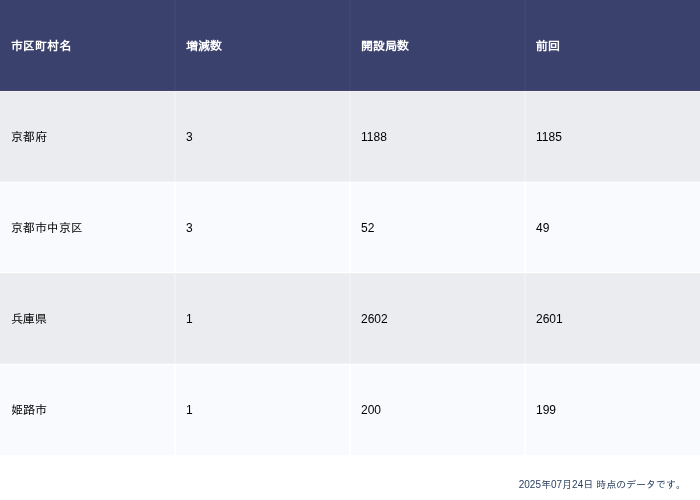 市区町村名 増減数 開設局数 前回
京都府 3 1188 1185
京都市中京区 3 52 49
兵庫県 1 2602 2601
姫路市 1 200 199
2025年07月24日 時点のデータです。